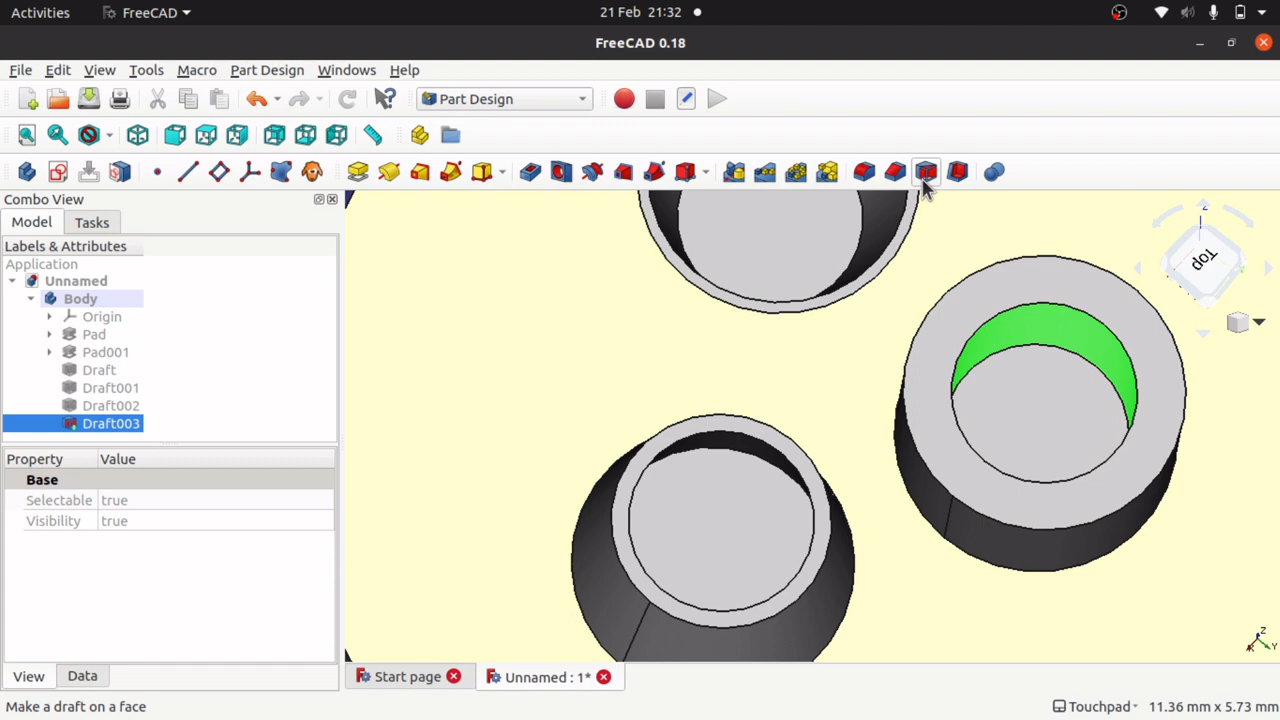 Activities FreeCAD 21 Feb 21:32
FreeCAD 0.18
File Edit View Tools Macro Part Design Windows Help
Part Design
Combo View
Model Tasks
Labels & Attributes
Application
Unnamed
Body
Origin
Pad
Pad001
Draft
Draft001
Draft002
Draft003
Property Value
Base
Selectable true
Visibility true
View Data
Start page Unnamed : 1*
Make a draft on a face Touchpad 11.36 mm x 5.73 mm
Z
Top
Z
X
Y